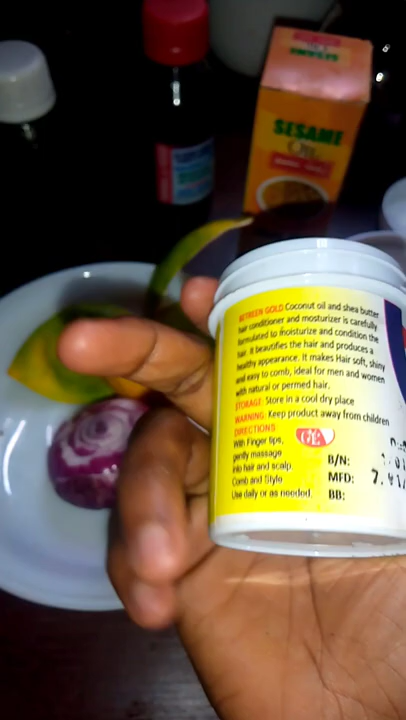 SESAME
OIL
BETREEN GOLD Coconut oil and shea butter
hair conditioner and mosturizer is carefully
formulated to moisturize and condition the
hair. It beautifies the hair and produces a
healthy appearance. It makes Hair soft, shiny
and easy to comb, ideal for men and women
with natural or permed hair.
STORAGE: Store in a cool dry place
WARNING: Keep product away from children
DIRECTIONS:
With Finger tips,
gently massage
into hair and scalp.
Comb and Style
Use daily or as needed.
B/N:
MFD:
BB: